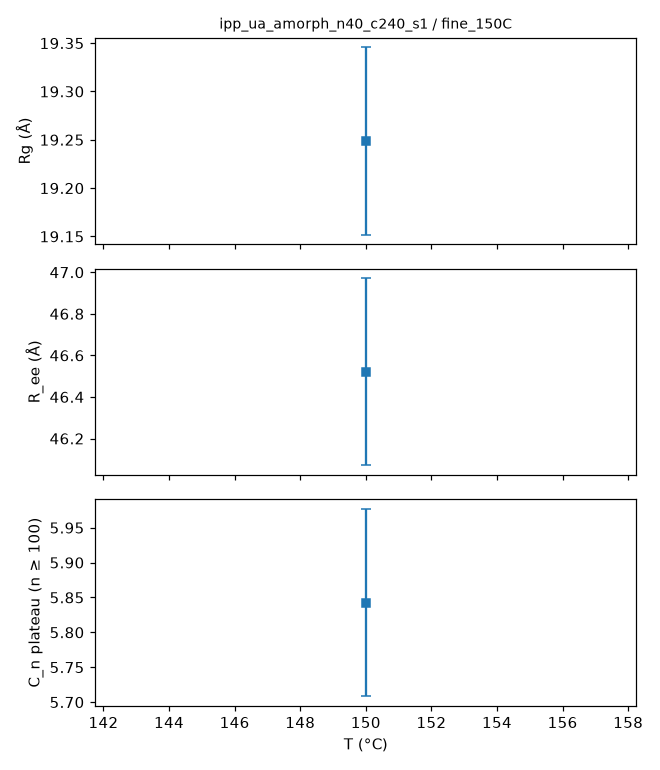 ipp_ua_amorph_n40_c240_s1 / fine_150C
19.35
19.30
19.25
19.20
19.15
Rg (Å)
47.0
46.8
46.6
46.4
46.2
R_ee (Å)
5.95
5.90
5.85
5.80
5.75
5.70
C_n plateau (n ≥ 100)
142 144 146 148 150 152 154 156 158
T (°C)